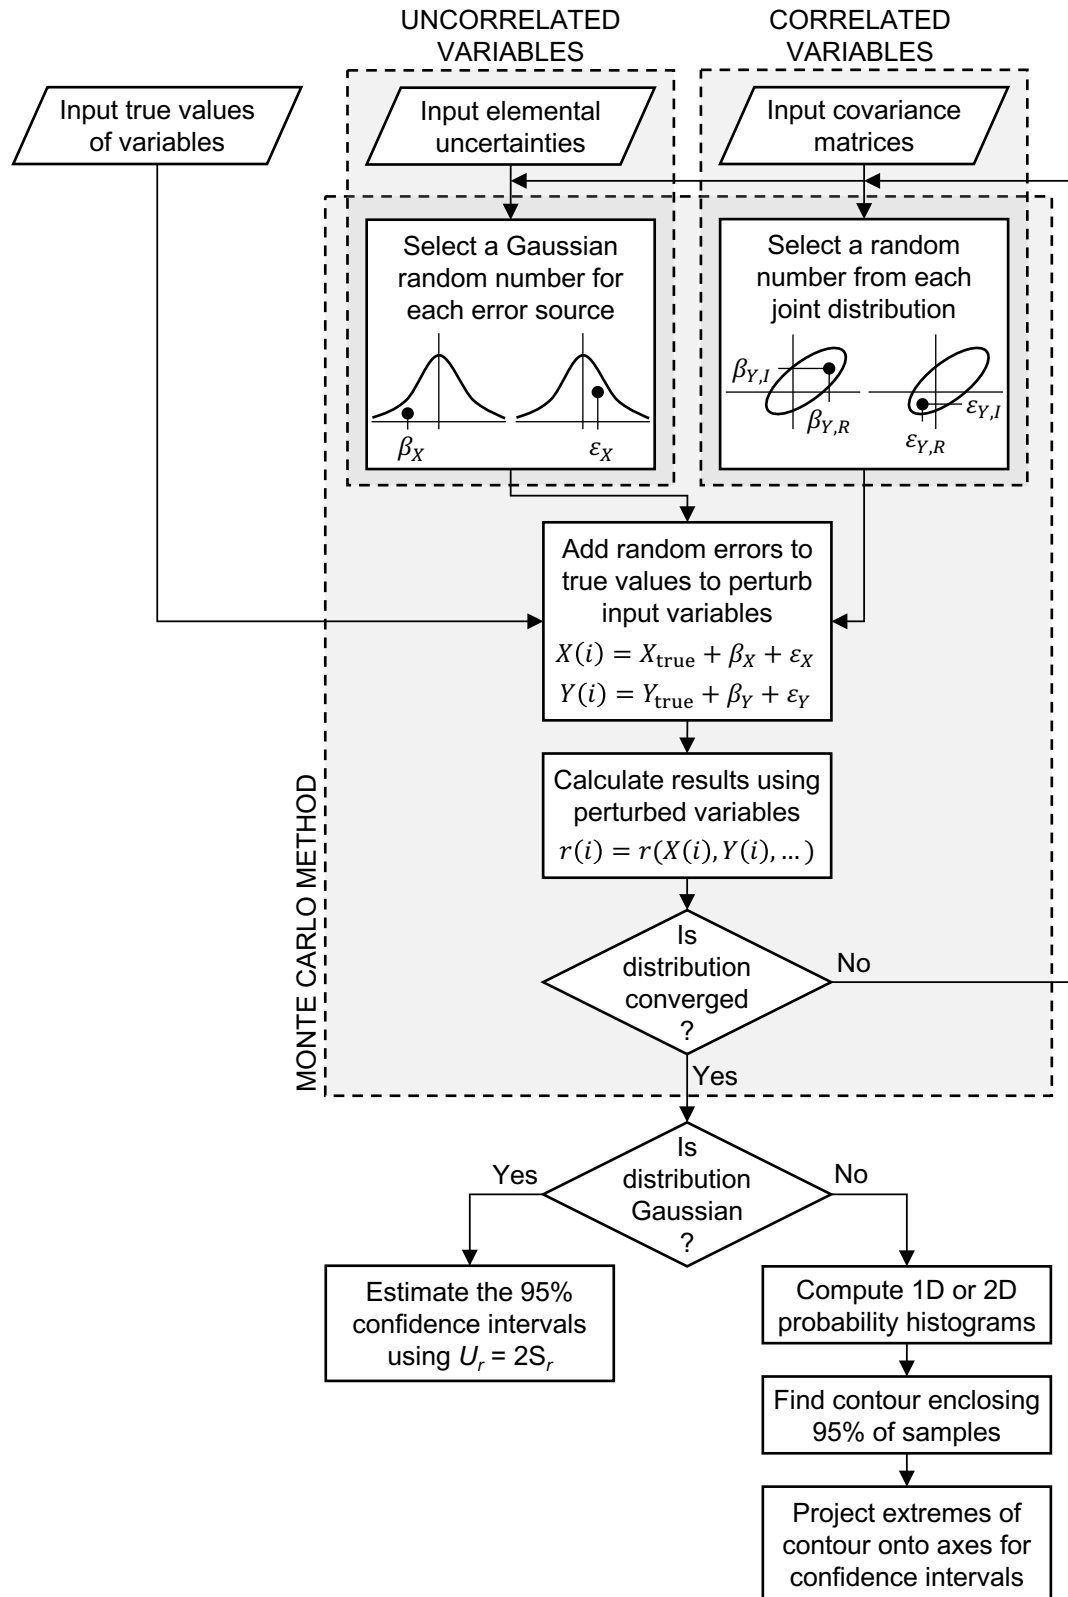 UNCORRELATED
VARIABLES
CORRELATED
VARIABLES
Input true values
of variables
Input elemental
uncertainties
Input covariance
matrices
Select a Gaussian
random number for
each error source
β_X
ε_X
Select a random
number from each
joint distribution
β_{Y,I}
β_{Y,R}
ε_{Y,I}
ε_{Y,R}
Add random errors to
true values to perturb
input variables
X(i) = X_true + β_X + ε_X
Y(i) = Y_true + β_Y + ε_Y
Calculate results using
perturbed variables
r(i) = r(X(i), Y(i), …)
MONTE CARLO METHOD
Is
distribution
converged
?
No
Yes
Is
distribution
Gaussian
?
Yes
No
Estimate the 95%
confidence intervals
using U_r = 2S_r
Compute 1D or 2D
probability histograms
Find contour enclosing
95% of samples
Project extremes of
contour onto axes for
confidence intervals